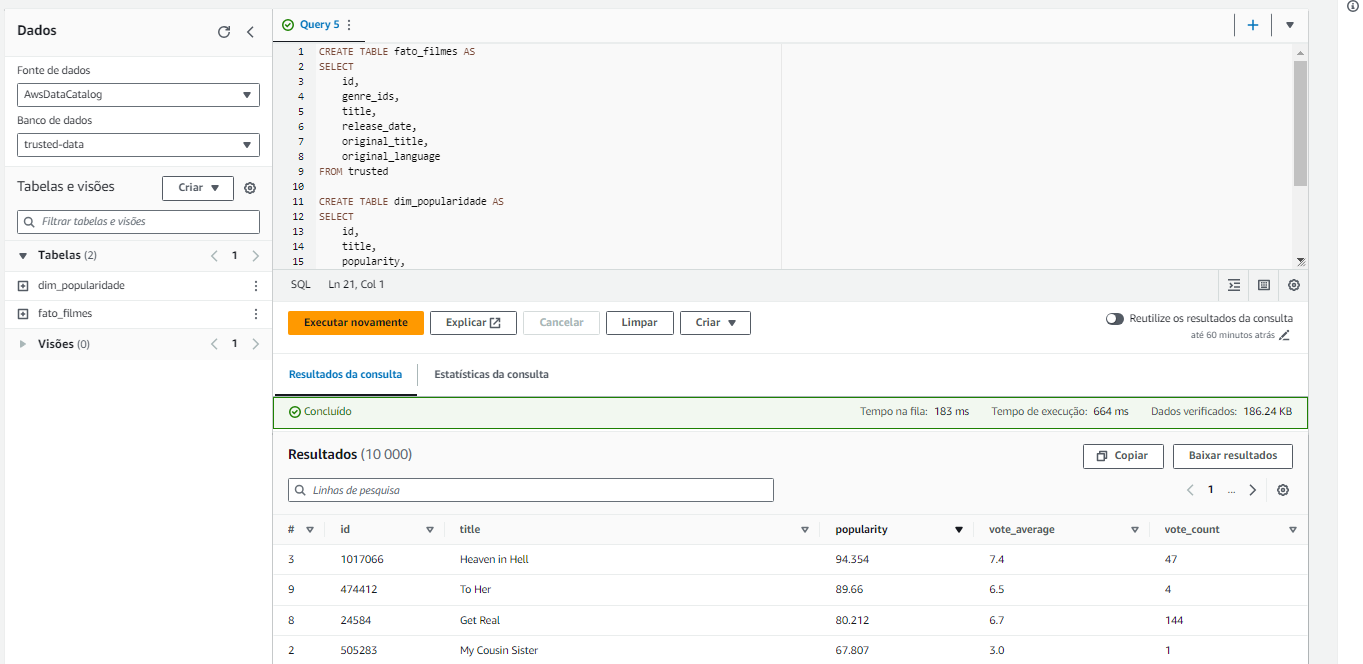 Dados
Fonte de dados
AwsDataCatalog
Banco de dados
trusted-data
Tabelas e visões
Criar
Filtrar tabelas e visões
Tabelas (2)
1
dim_popularidade
fato_filmes
Visões (0)
1
Query 5
1 CREATE TABLE fato_filmes AS
2 SELECT
3 id,
4 genre_ids,
5 title,
6 release_date,
7 original_title,
8 original_language
9 FROM trusted
10
11 CREATE TABLE dim_popularidade AS
12 SELECT
13 id,
14 title,
15 popularity,
SQL Ln 21, Col 1
Executar novamente Explicar Cancelar Limpar Criar
Reutilize os resultados da consulta
até 60 minutos atrás
Resultados da consulta Estatísticas da consulta
Concluído Tempo na fila: 183 ms Tempo de execução: 664 ms Dados verificados: 186.24 KB
Resultados (10 000) Copiar Baixar resultados
Linhas de pesquisa 1 ...
# id title popularity vote_average vote_count
3 1017066 Heaven in Hell 94.354 7.4 47
9 474412 To Her 89.66 6.5 4
8 24584 Get Real 80.212 6.7 144
2 505283 My Cousin Sister 67.807 3.0 1